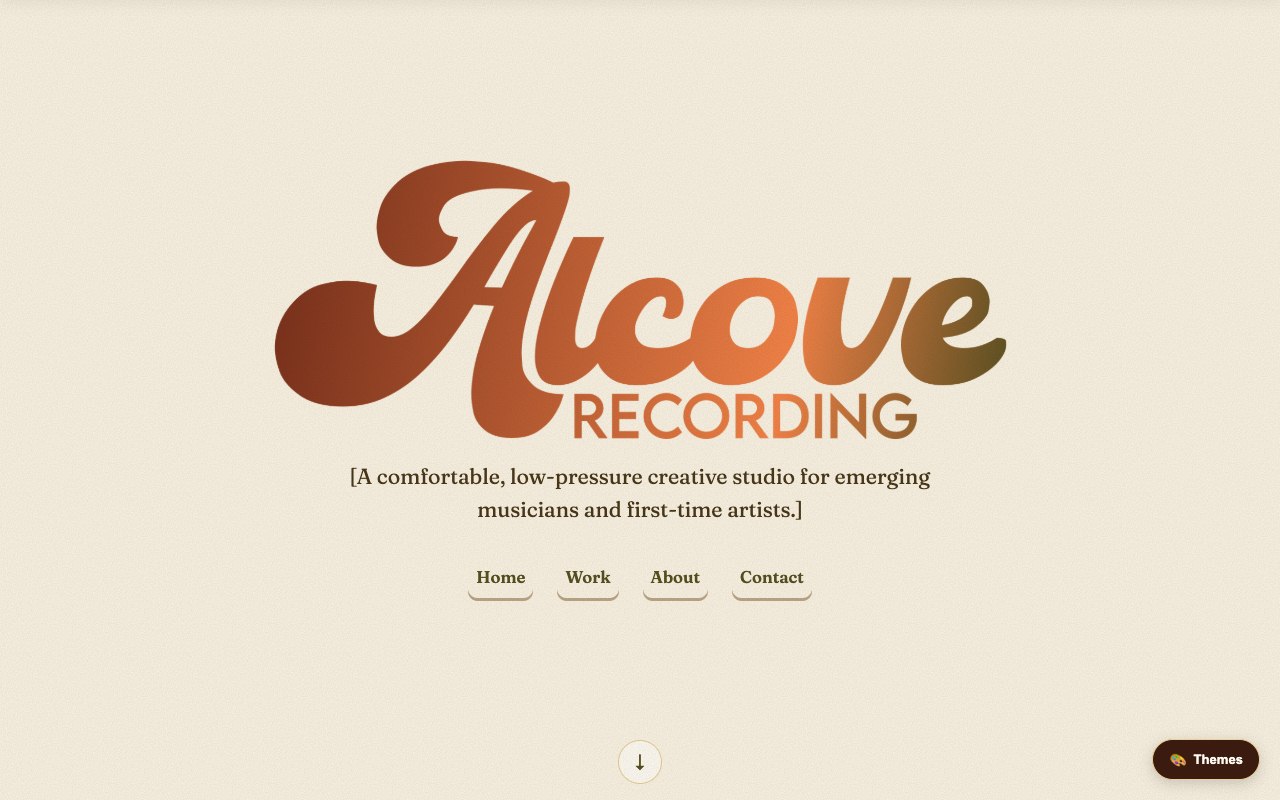 Alcove
RECORDING
[A comfortable, low-pressure creative studio for emerging
musicians and first-time artists.]
Home Work About Contact
Themes